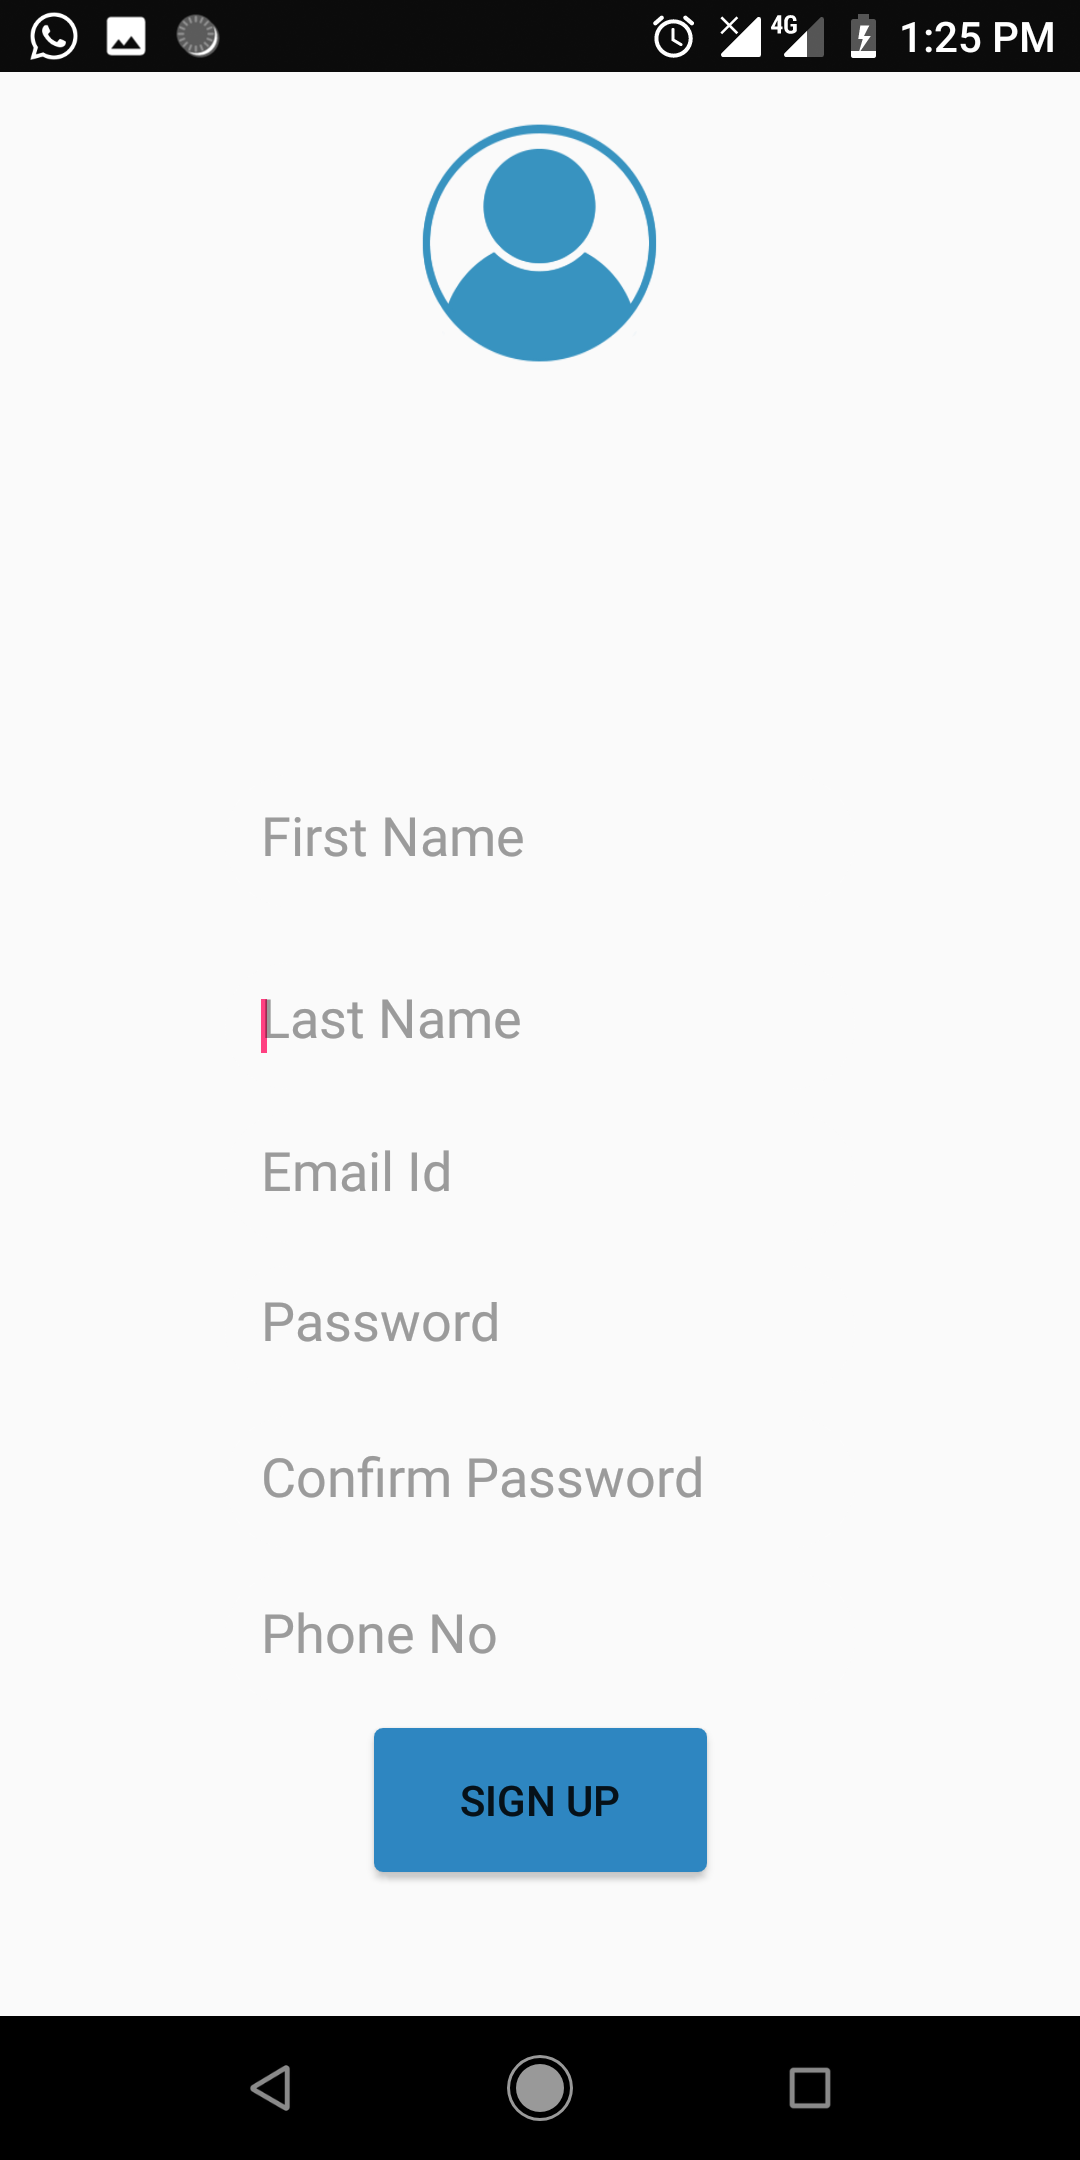 4G 1:25 PM
First Name
Last Name
Email Id
Password
Confirm Password
Phone No
SIGN UP